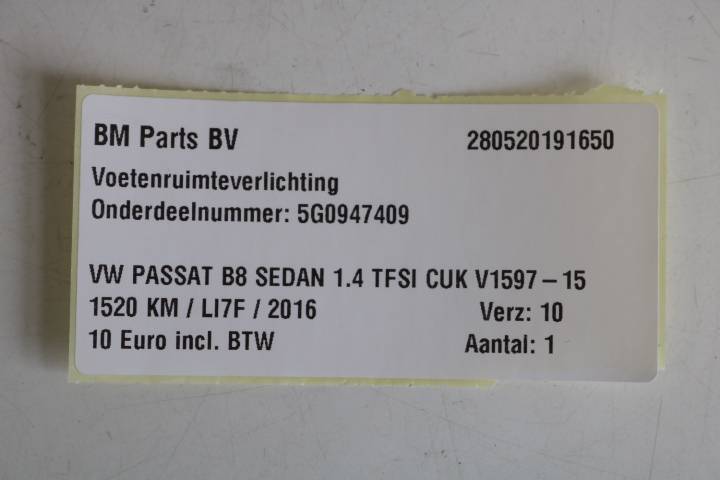 BM Parts BV 280520191650
Voetenruimteverlichting
Onderdeelnummer: 5G0947409
VW PASSAT B8 SEDAN 1.4 TFSI CUK V1597-15
1520 KM / LI7F / 2016 Verz: 10
10 Euro incl. BTW Aantal: 1